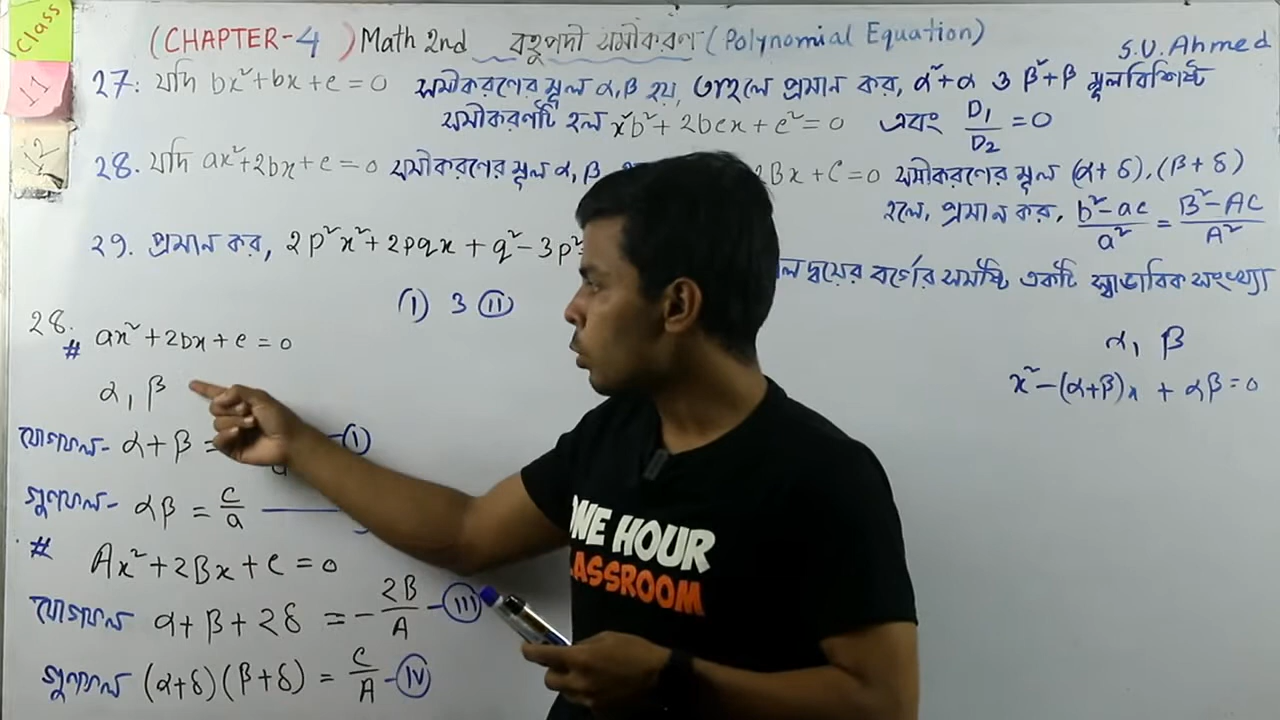 Class
11
12
(CHAPTER-4) Math 2nd বহুপদী সমীকরণ (Polynomial Equation)
S.U.Ahmed
27. যদি bx²+bx+c=0 সমীকরণের মূল α,β হয়, তাহলে প্রমান কর, α²+α ও β²+β মূলবিশিষ্ট
সমীকরণটি হল x²b²+2bcx+c²=0 এবং D₁/D₂=0
28. যদি ax²+2bx+c=0 সমীকরণের মূল α,β 2Bx+C=0 সমীকরণের মূল (α+δ),(β+δ)
হলে, প্রমান কর, b²-ac/a² = B²-AC/A²
29. প্রমান কর, 2p²x²+2pqx+q²-3p² দ্বয়ের বর্গের সমষ্টি একটি স্বাভাবিক সংখ্যা
(i) 3 (ii)
28.
# ax²+2bx+c=0
α, β
যোগফল- α+β = a (i)
গুণফল- αβ = c/a
# Ax²+2Bx+c=0
যোগফল α+β+2δ = -2B/A -(iii)
গুণফল (α+δ)(β+δ) = c/A -(iv)
α, β
x²-(α+β)x + αβ=0
ONE HOUR
CLASSROOM